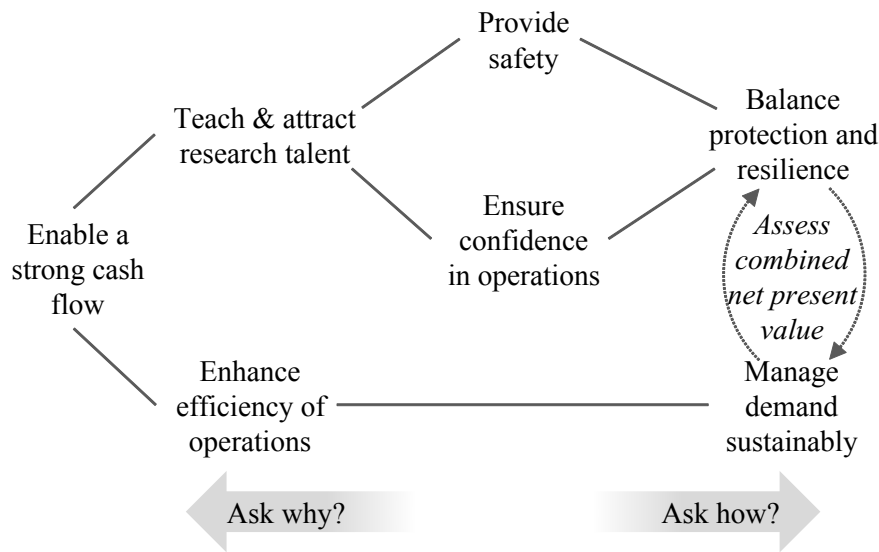 Provide
safety
Teach & attract
research talent
Balance
protection and
resilience
Ensure
confidence
in operations
Enable a
strong cash
flow
Assess
combined
net present
value
Enhance
efficiency of
operations
Manage
demand
sustainably
Ask why?
Ask how?